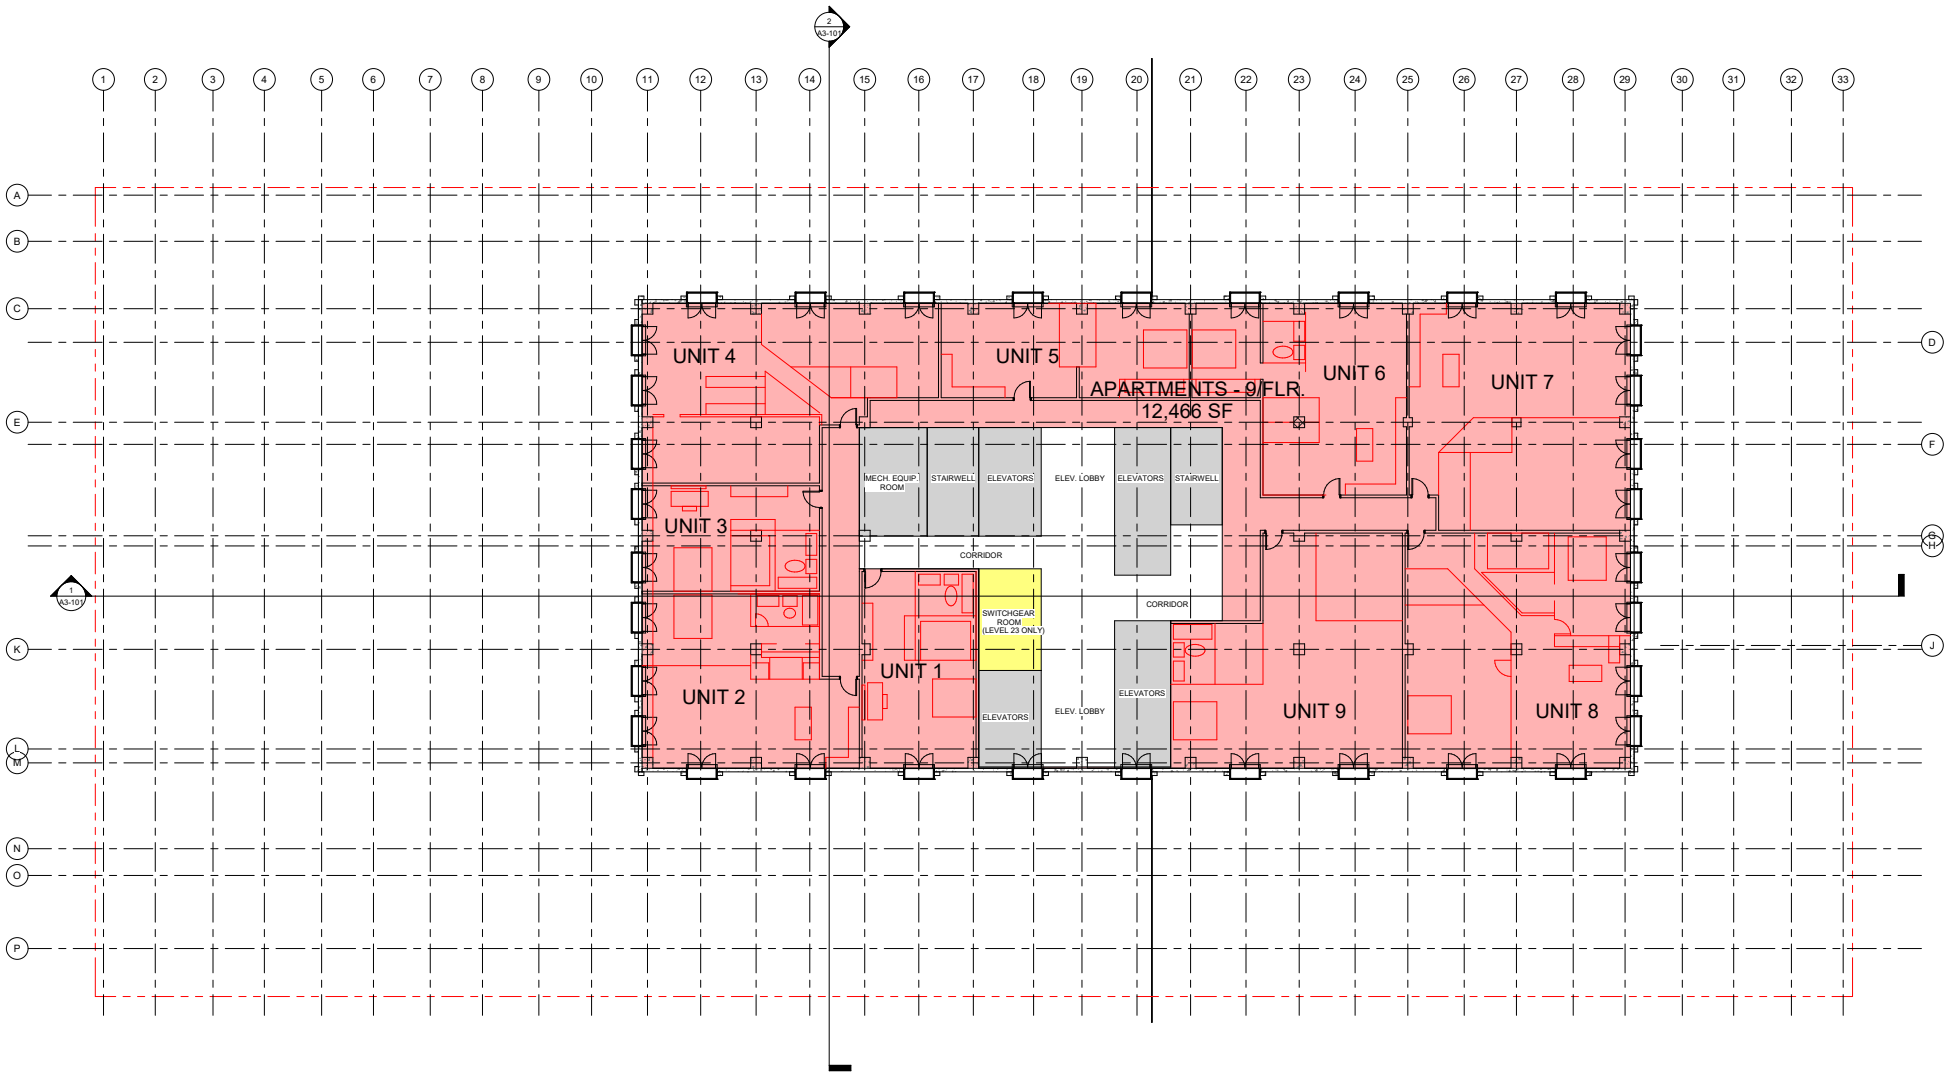 2
A3-101
1 2 3 4 5 6 7 8 9 10 11 12 13 14 15 16 17 18 19 20 21 22 23 24 25 26 27 28 29 30 31 32 33
A
B
C
D
UNIT 4
UNIT 5
UNIT 6
UNIT 7
APARTMENTS - 9/FLR.
12,466 SF
E
F
MECH. EQUIP.
ROOM
STAIRWELL
ELEVATORS
ELEV. LOBBY
ELEVATORS
STAIRWELL
UNIT 3
G
H
CORRIDOR
1
A3-101
CORRIDOR
SWITCHGEAR
ROOM
(LEVEL 23 ONLY)
K
J
UNIT 1
UNIT 2
ELEVATORS
ELEV. LOBBY
ELEVATORS
UNIT 9
UNIT 8
L
M
N
O
P